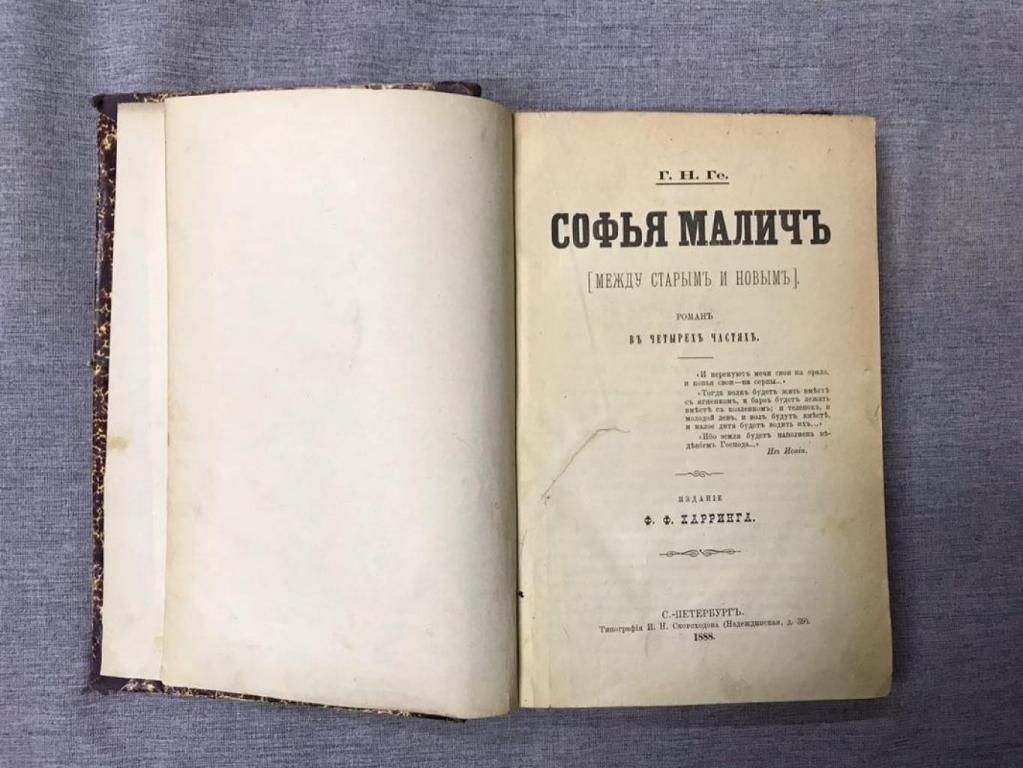 Г. Н. Ге.
СОФЬЯ МАЛИЧЪ
[МЕЖДУ СТАРЫМЪ И НОВЫМЪ].
РОМАНЪ
ВЪ ЧЕТЫРЕХЪ ЧАСТЯХЪ.
«И перекуютъ мечи свои на орала,
и копья свои—на серпы...»
«Тогда волкъ будетъ жить вмѣстѣ
съ ягненкомъ, и барсъ будетъ лежать
вмѣстѣ съ козленкомъ; и теленокъ, и
молодой левъ, и волъ будутъ вмѣстѣ,
и малое дитя будетъ водить ихъ...»
«Ибо земля будетъ наполнена вѣ-
дѣніемъ Господа...»
Изъ Исаіи.
ИЗДАНІЕ
Ф. Ф. ХАРРИНГА.
С.-ПЕТЕРБУРГЪ.
Типографія И. Н. Скороходова (Надеждинская, д. 39).
1888.